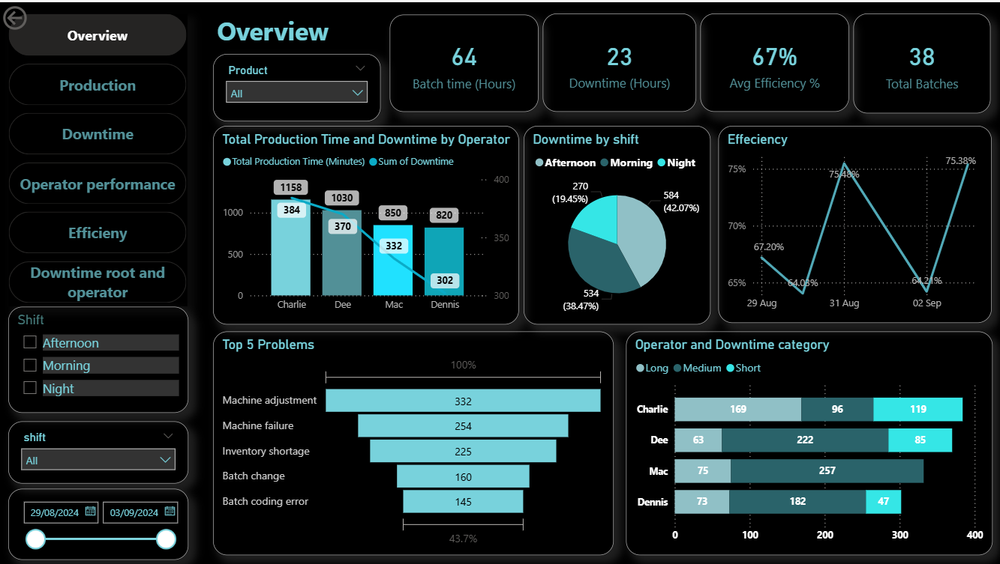 Overview
Production
Downtime
Operator performance
Efficieny
Downtime root and
operator
Shift
Afternoon
Morning
Night
shift
All
29/08/2024
03/09/2024
Overview
Product
All
64
Batch time (Hours)
23
Downtime (Hours)
67%
Avg Efficiency %
38
Total Batches
Total Production Time and Downtime by Operator
Total Production Time (Minutes) Sum of Downtime
1158
1030
850
820
384
370
332
302
1000
500
0
400
350
300
Charlie Dee Mac Dennis
Downtime by shift
Afternoon Morning Night
270
(19.45%)
584
(42.07%)
534
(38.47%)
Effeciency
75%
70%
65%
67.20%
64.03%
75.48%
64.21%
75.38%
29 Aug 31 Aug 02 Sep
Top 5 Problems
100%
Machine adjustment 332
Machine failure 254
Inventory shortage 225
Batch change 160
Batch coding error 145
43.7%
Operator and Downtime category
Long Medium Short
Charlie 169 96 119
Dee 63 222 85
Mac 75 257
Dennis 73 182 47
0 100 200 300 400